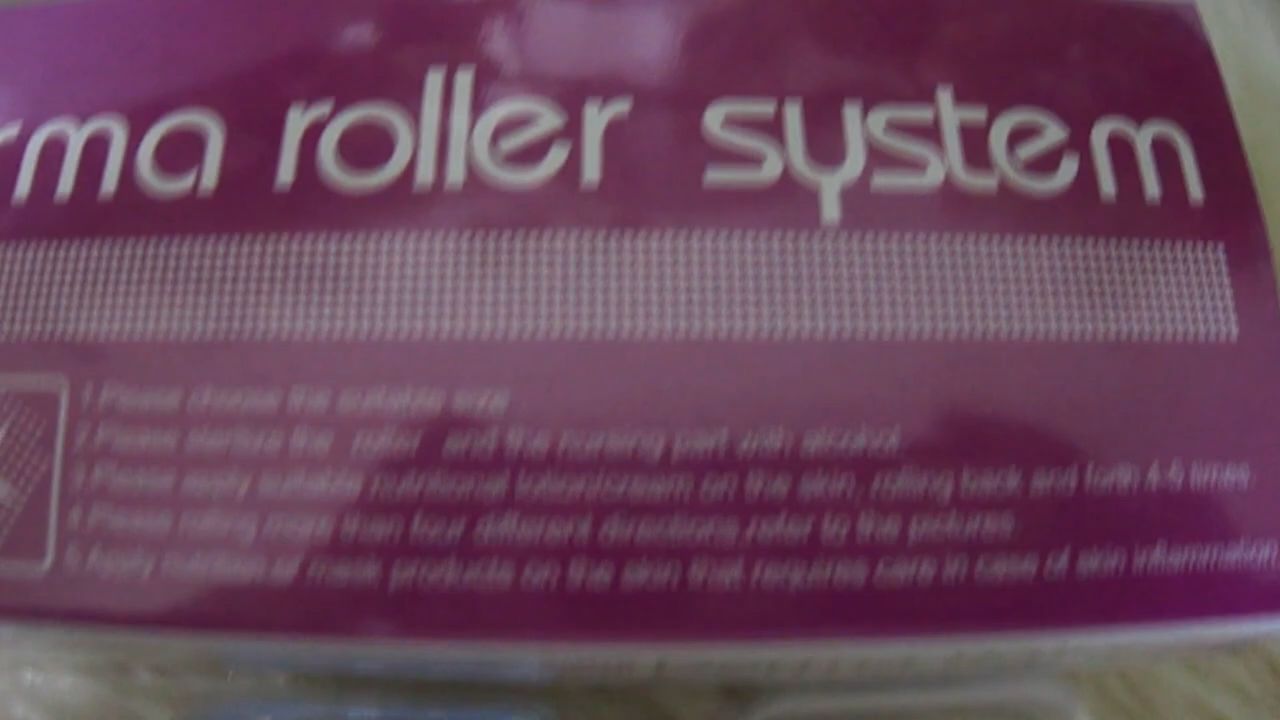 rma roller system
1 Please choose the suitable size
2 Please sterilize the roller and the nursing part with alcohol
3 Please apply suitable nutritional lotion/cream on the skin, rolling back and forth 4-6 times
4 Please rolling more than four different directions refer to the pictures
5 Apply or mask products on the skin that requires care in case of skin inflammation